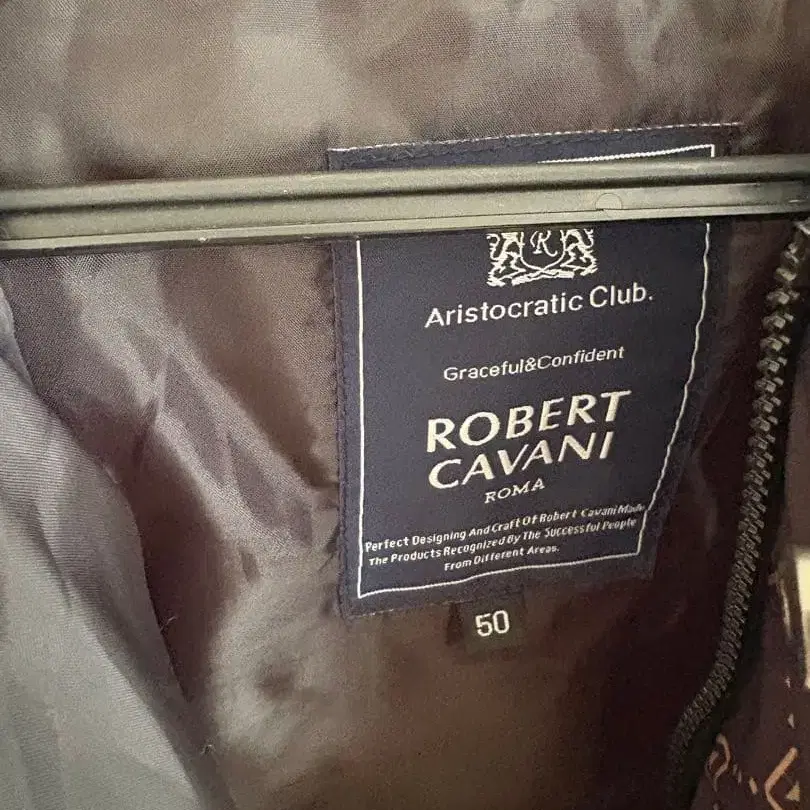 R
Aristocratic Club.
Graceful&Confident
ROBERT
CAVANI
ROMA
Perfect Designing And Craft Of Robert Cavani Made
The Products Recognized By The Successful People
From Different Areas.
50